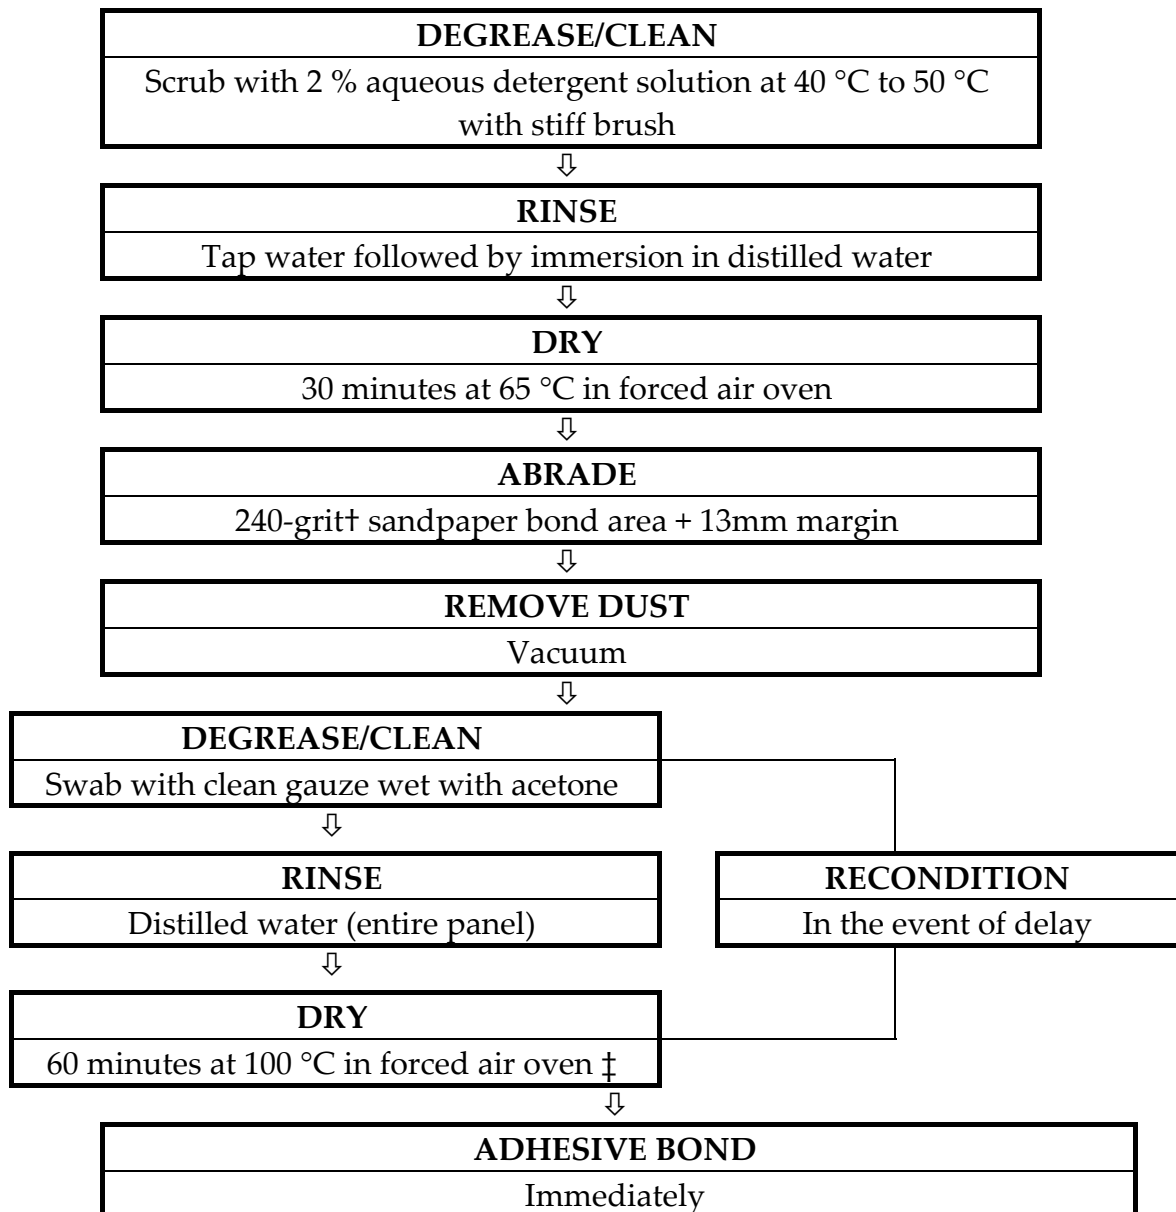 DEGREASE/CLEAN
Scrub with 2 % aqueous detergent solution at 40 °C to 50 °C
with stiff brush
⇩
RINSE
Tap water followed by immersion in distilled water
⇩
DRY
30 minutes at 65 °C in forced air oven
⇩
ABRADE
240-grit† sandpaper bond area + 13mm margin
⇩
REMOVE DUST
Vacuum
⇩
DEGREASE/CLEAN
Swab with clean gauze wet with acetone
⇩
RINSE
Distilled water (entire panel)
RECONDITION
In the event of delay
⇩
DRY
60 minutes at 100 °C in forced air oven ‡
⇩
ADHESIVE BOND
Immediately